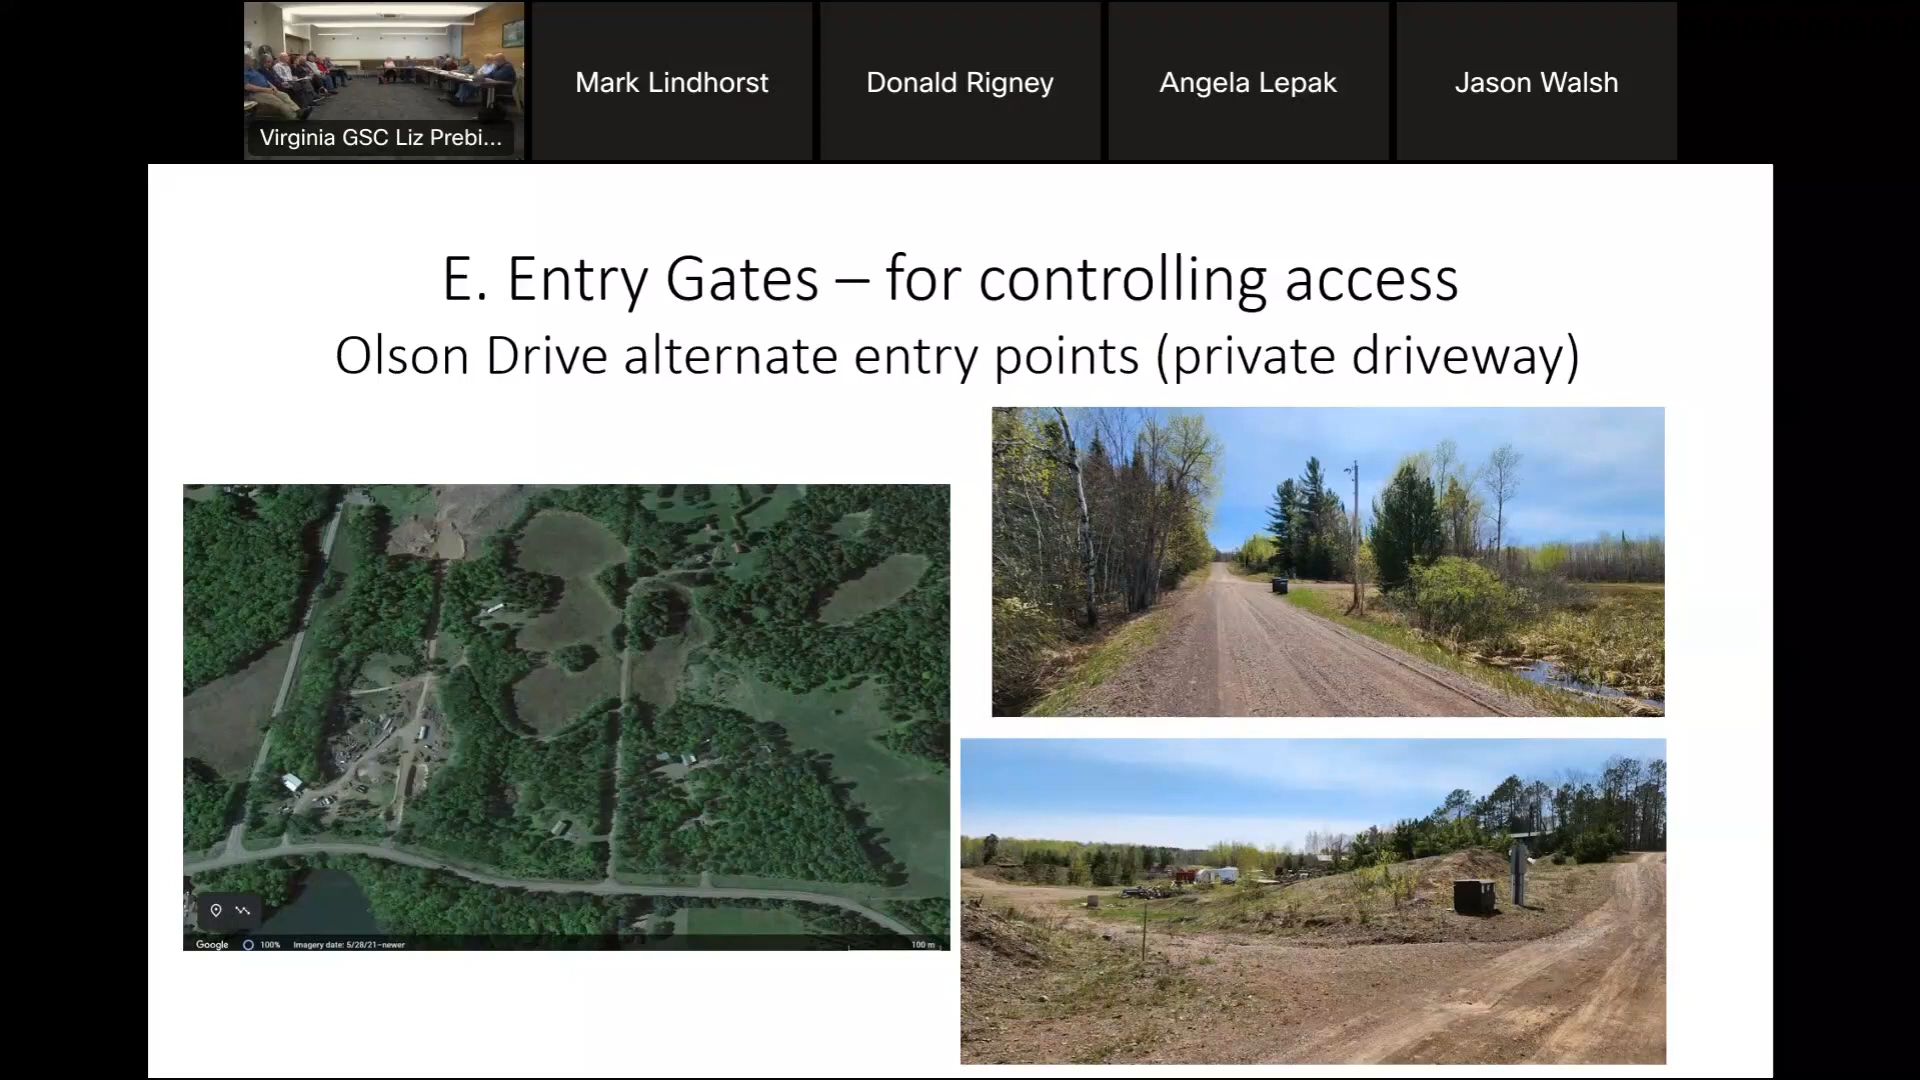 Virginia GSC Liz Prebi...
Mark Lindhorst
Donald Rigney
Angela Lepak
Jason Walsh
E. Entry Gates – for controlling access
Olson Drive alternate entry points (private driveway)
Google
100%
Imagery date: 5/28/21–newer
100 m